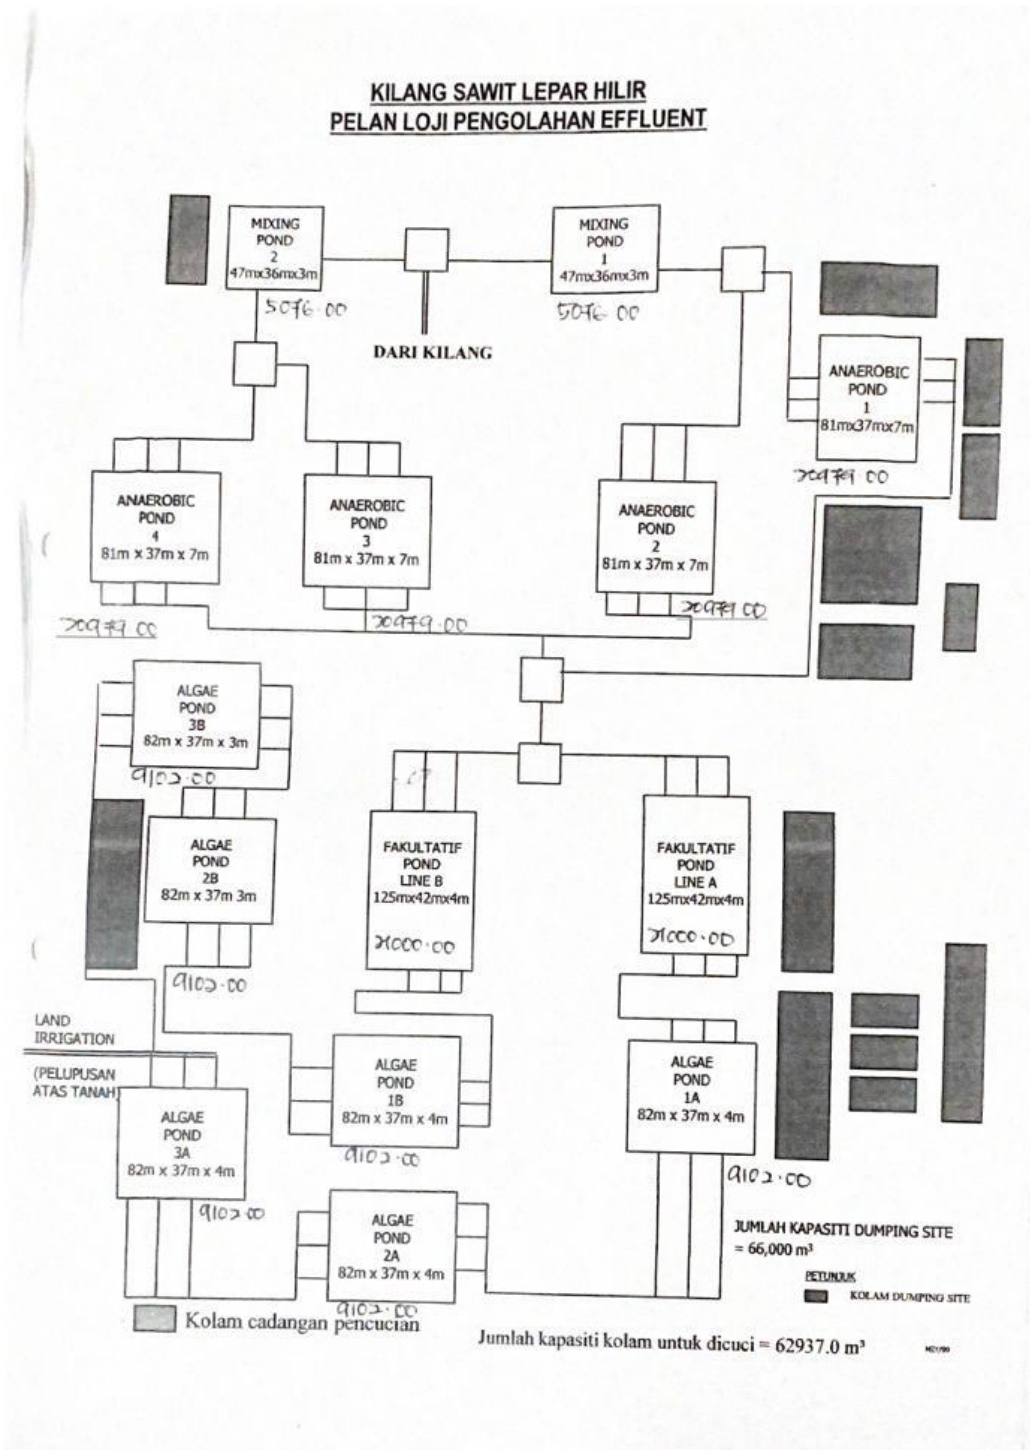 KILANG SAWIT LEPAR HILIR
PELAN LOJI PENGOLAHAN EFFLUENT
MIXING
POND
2
47mx36mx3m
5076.00
DARI KILANG
MIXING
POND
1
47mx36mx3m
5076 00
ANAEROBIC
POND
1
81mx37mx7m
20979.00
ANAEROBIC
POND
4
81m x 37m x 7m
20979 00
ANAEROBIC
POND
3
81m x 37m x 7m
20979.00
ANAEROBIC
POND
2
81m x 37m x 7m
20979 00
ALGAE
POND
3B
82m x 37m x 3m
9102.00
ALGAE
POND
2B
82m x 37m 3m
9102.00
FAKULTATIF
POND
LINE B
125mx42mx4m
21000.00
FAKULTATIF
POND
LINE A
125mx42mx4m
21000.00
LAND
IRRIGATION
(PELUPUSAN
ATAS TANAH)
ALGAE
POND
3A
82m x 37m x 4m
9102.00
ALGAE
POND
1B
82m x 37m x 4m
9102.00
ALGAE
POND
1A
82m x 37m x 4m
9102.00
ALGAE
POND
2A
82m x 37m x 4m
9102.00
JUMLAH KAPASITI DUMPING SITE
= 66,000 m³
PETUNJUK
KOLAM DUMPING SITE
Kolam cadangan pencucian
Jumlah kapasiti kolam untuk dicuci = 62937.0 m³